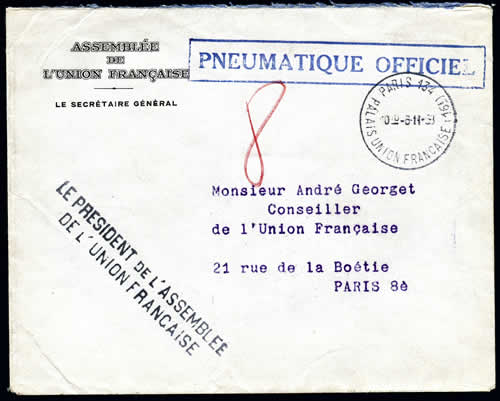 ASSEMBLÉE
DE
L'UNION FRANÇAISE
LE SECRÉTAIRE GÉNÉRAL
PNEUMATIQUE OFFICIEL
PARIS 134 (16E)
PALAIS UNION FRANÇAISE
8
Monsieur André Georget
Conseiller
de l'Union Française
21 rue de la Boétie
PARIS 8è
LE PRESIDENT DE L'ASSEMBLEE
DE L'UNION FRANCAISE